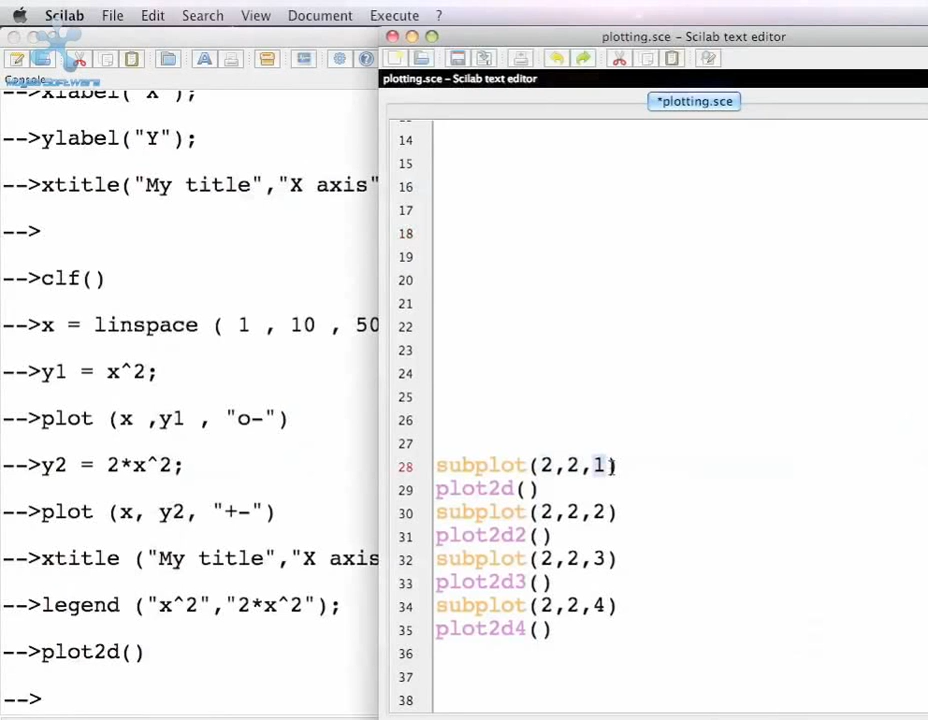 Scilab File Edit Search View Document Execute ?
plotting.sce - Scilab text editor
Console
plotting.sce - Scilab text editor
*plotting.sce
-->xlabel("X");
-->ylabel("Y");
-->xtitle("My title","X axis"
-->
-->clf()
-->x = linspace ( 1 , 10 , 50
-->y1 = x^2;
-->plot (x ,y1 , "o-")
-->y2 = 2*x^2;
-->plot (x, y2, "+-")
-->xtitle ("My title","X axis
-->legend ("x^2","2*x^2");
-->plot2d()
-->
14
15
16
17
18
19
20
21
22
23
24
25
26
27
28 subplot(2,2,1)
29 plot2d()
30 subplot(2,2,2)
31 plot2d2()
32 subplot(2,2,3)
33 plot2d3()
34 subplot(2,2,4)
35 plot2d4()
36
37
38